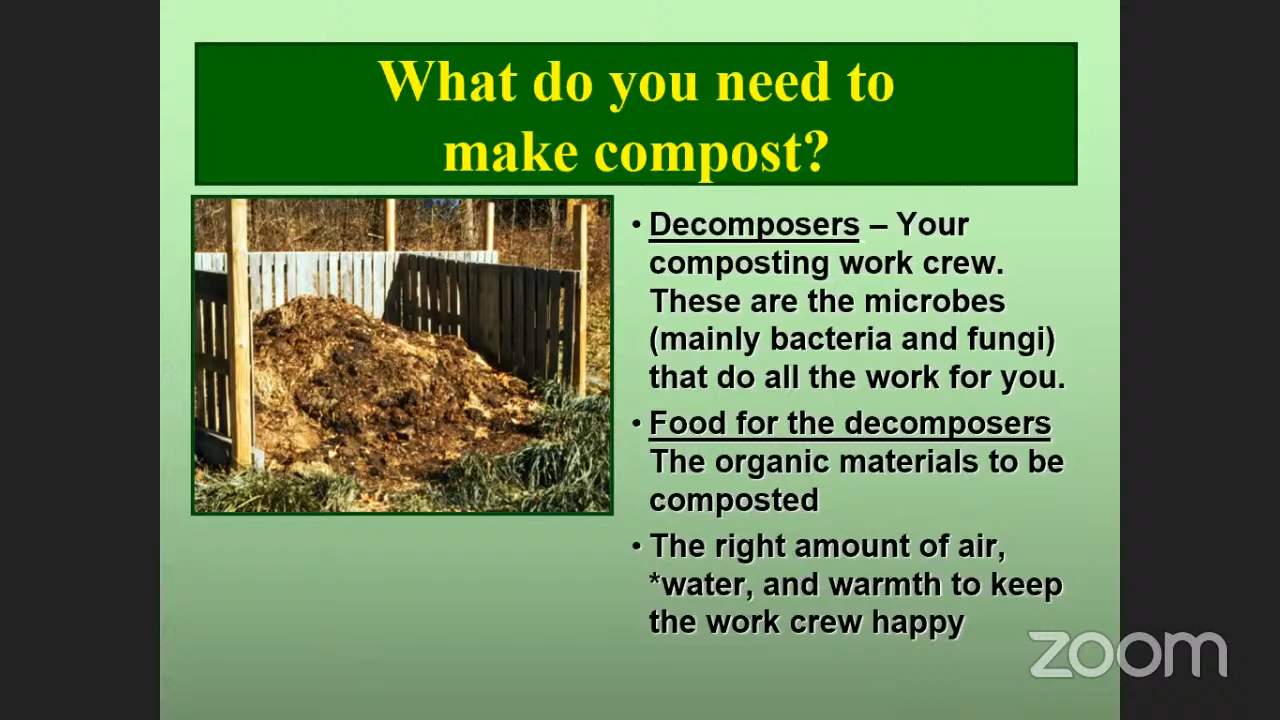 What do you need to
make compost?
• Decomposers – Your
composting work crew.
These are the microbes
(mainly bacteria and fungi)
that do all the work for you.
• Food for the decomposers
The organic materials to be
composted
• The right amount of air,
*water, and warmth to keep
the work crew happy
zoom